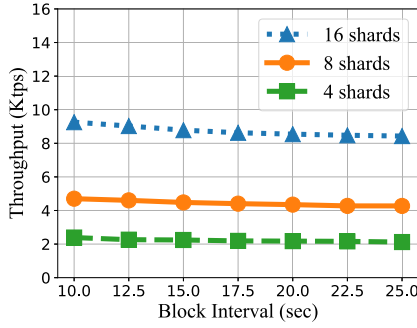 16
14
12
10
8
6
4
2
0
Throughput (Ktps)
16 shards
8 shards
4 shards
10.0 12.5 15.0 17.5 20.0 22.5 25.0
Block Interval (sec)